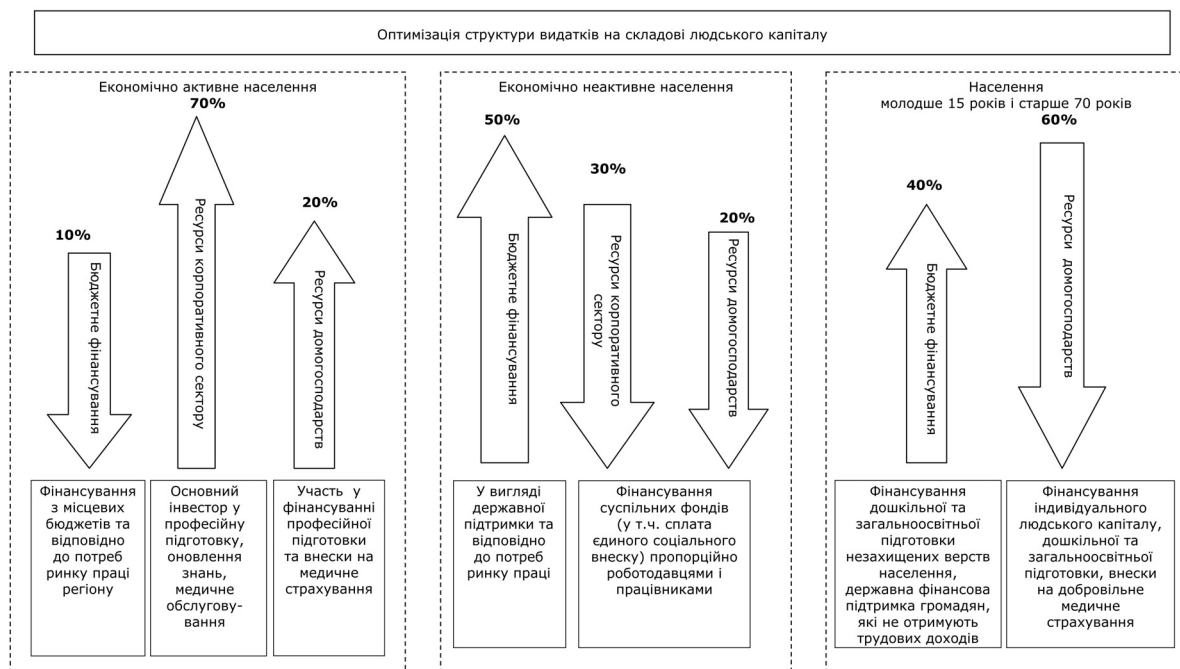 Оптимізація структури видатків на складові людського капіталу
Економічно активне населення
70%
20%
10%
Бюджетне фінансування
Ресурси корпоративного сектору
Ресурси домогосподарств
Фінансування
з місцевих
бюджетів та
відповідно
до потреб
ринку праці
регіону
Основний
інвестор у
професійну
підготовку,
оновлення
знань,
медичне
обслугову-
вання
Участь у
фінансуванні
професійної
підготовки
та внески на
медичне
страхування
Економічно неактивне населення
50%
30%
20%
Бюджетне фінансування
Ресурси корпоративного
сектору
Ресурси домогосподарств
У вигляді
державної
підтримки та
відповідно
до потреб
ринку праці
Фінансування
суспільних фондів
(у т.ч. сплата
єдиного соціального
внеску) пропорційно
роботодавцями і
працівниками
Населення
молодше 15 років і старше 70 років
60%
40%
Бюджетне фінансування
Ресурси домогосподарств
Фінансування
дошкільної та
загальноосвітньої
підготовки
незахищених верств
населення,
державна фінансова
підтримка громадян,
які не отримують
трудових доходів
Фінансування
індивідуального
людського капіталу,
дошкільної та
загальноосвітньої
підготовки, внески
на добровільне
медичне
страхування